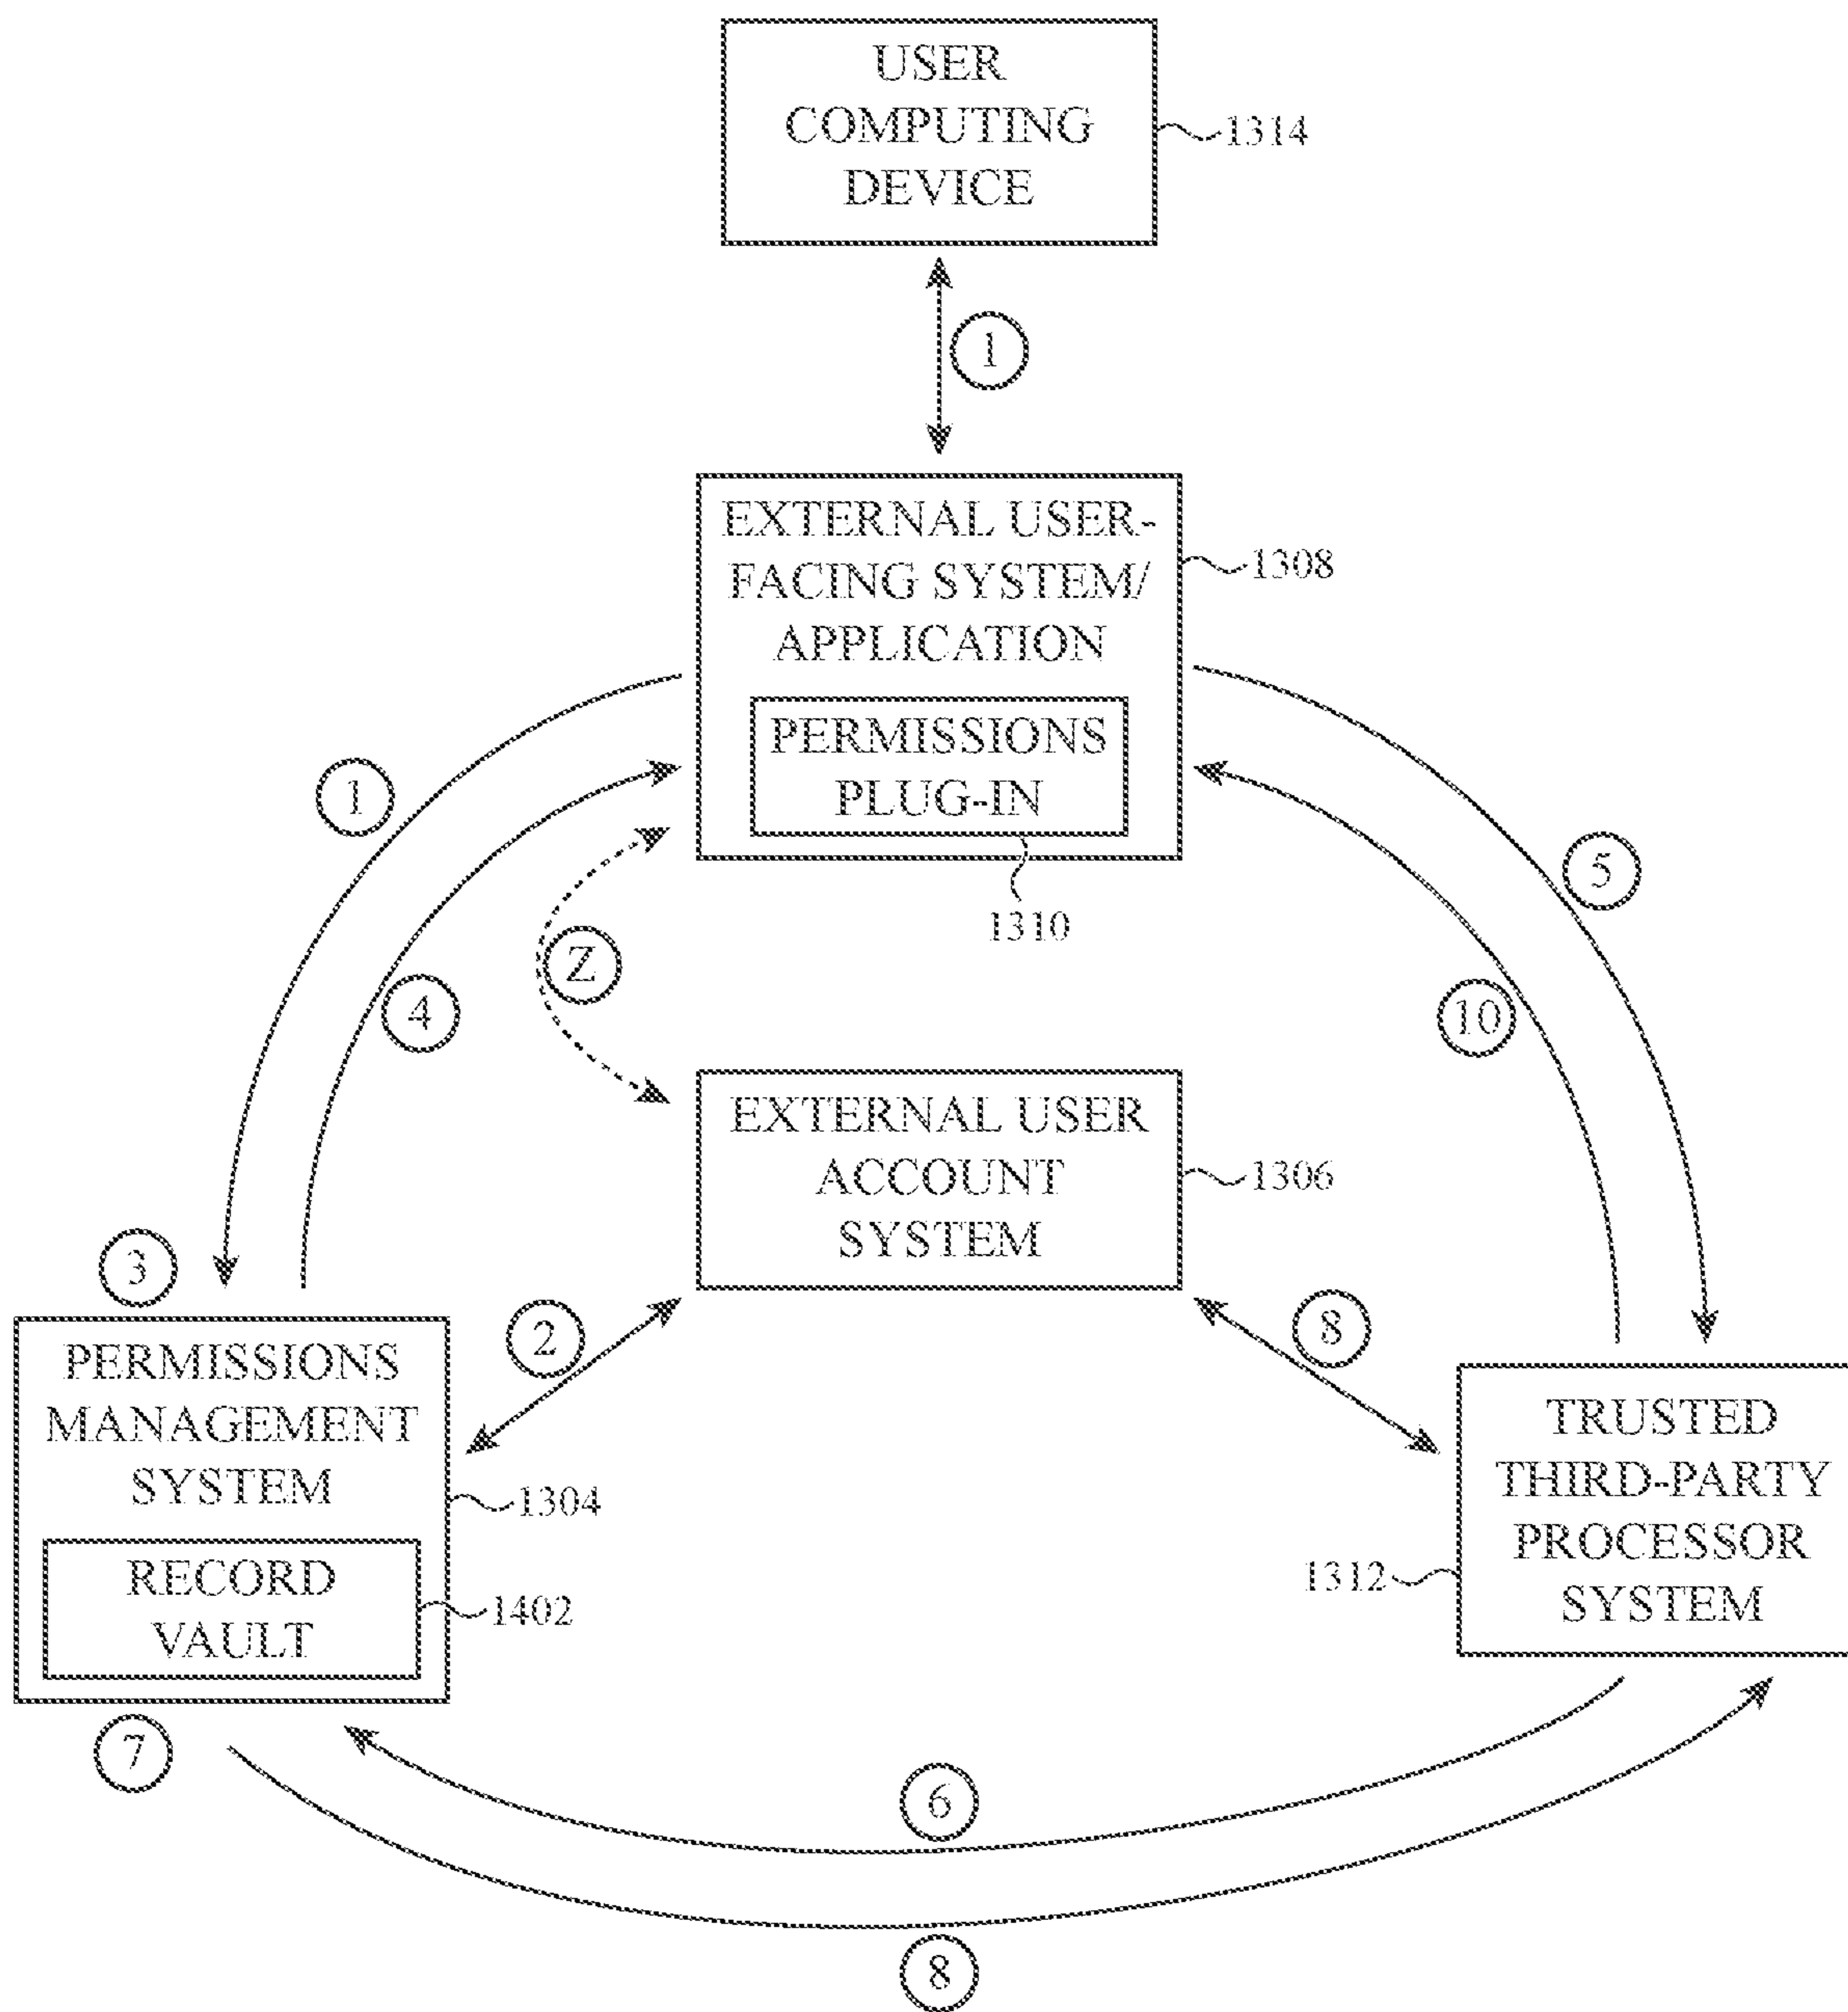 USER
COMPUTING
DEVICE
1314
1
EXTERNAL USER-
FACING SYSTEM/
APPLICATION
1308
PERMISSIONS
PLUG-IN
1310
1
5
Z
4
10
EXTERNAL USER
ACCOUNT
SYSTEM
1306
3
2
8
PERMISSIONS
MANAGEMENT
SYSTEM
1304
RECORD
VAULT
1402
TRUSTED
THIRD-PARTY
PROCESSOR
SYSTEM
1312
7
6
8